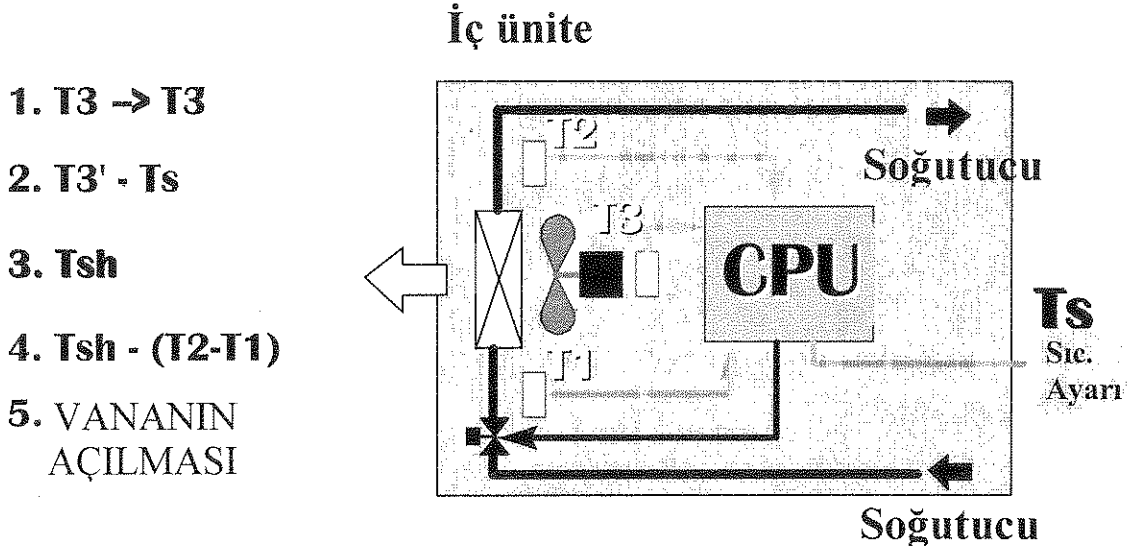 İç ünite
1. T3 -> T3'
2. T3' - Ts
3. Tsh
4. Tsh - (T2-T1)
5. VANANIN
AÇILMASI
T2
Soğutucu
T3
CPU
T1
Ts
Sıc.
Ayarı
Soğutucu